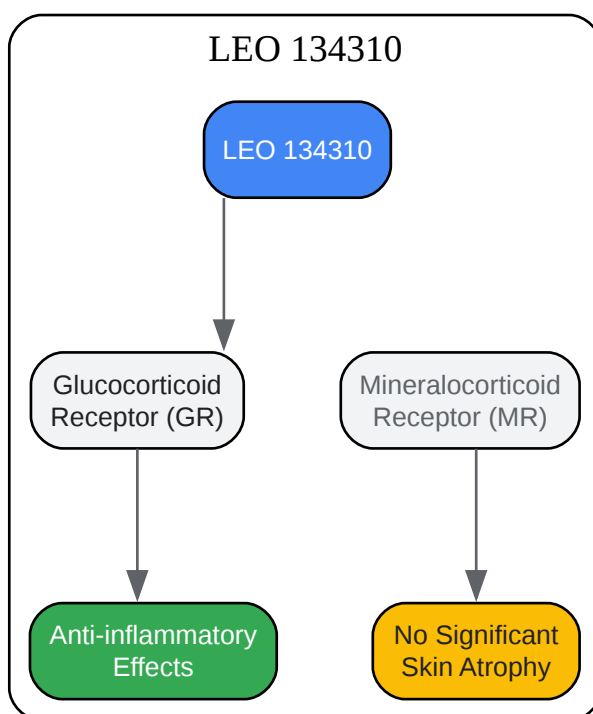 LEO 134310
LEO 134310
Glucocorticoid
Receptor (GR)
Mineralocorticoid
Receptor (MR)
Anti-inflammatory
Effects
No Significant
Skin Atrophy